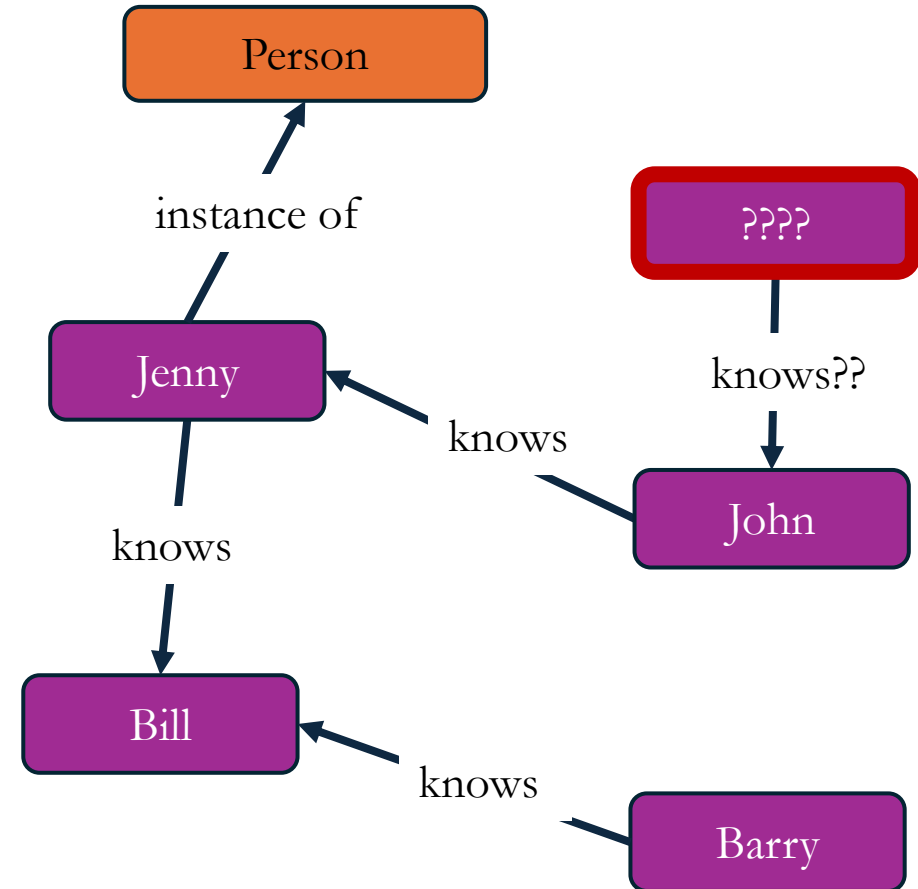 Person
instance of
????
Jenny
knows??
knows
John
knows
Bill
knows
Barry